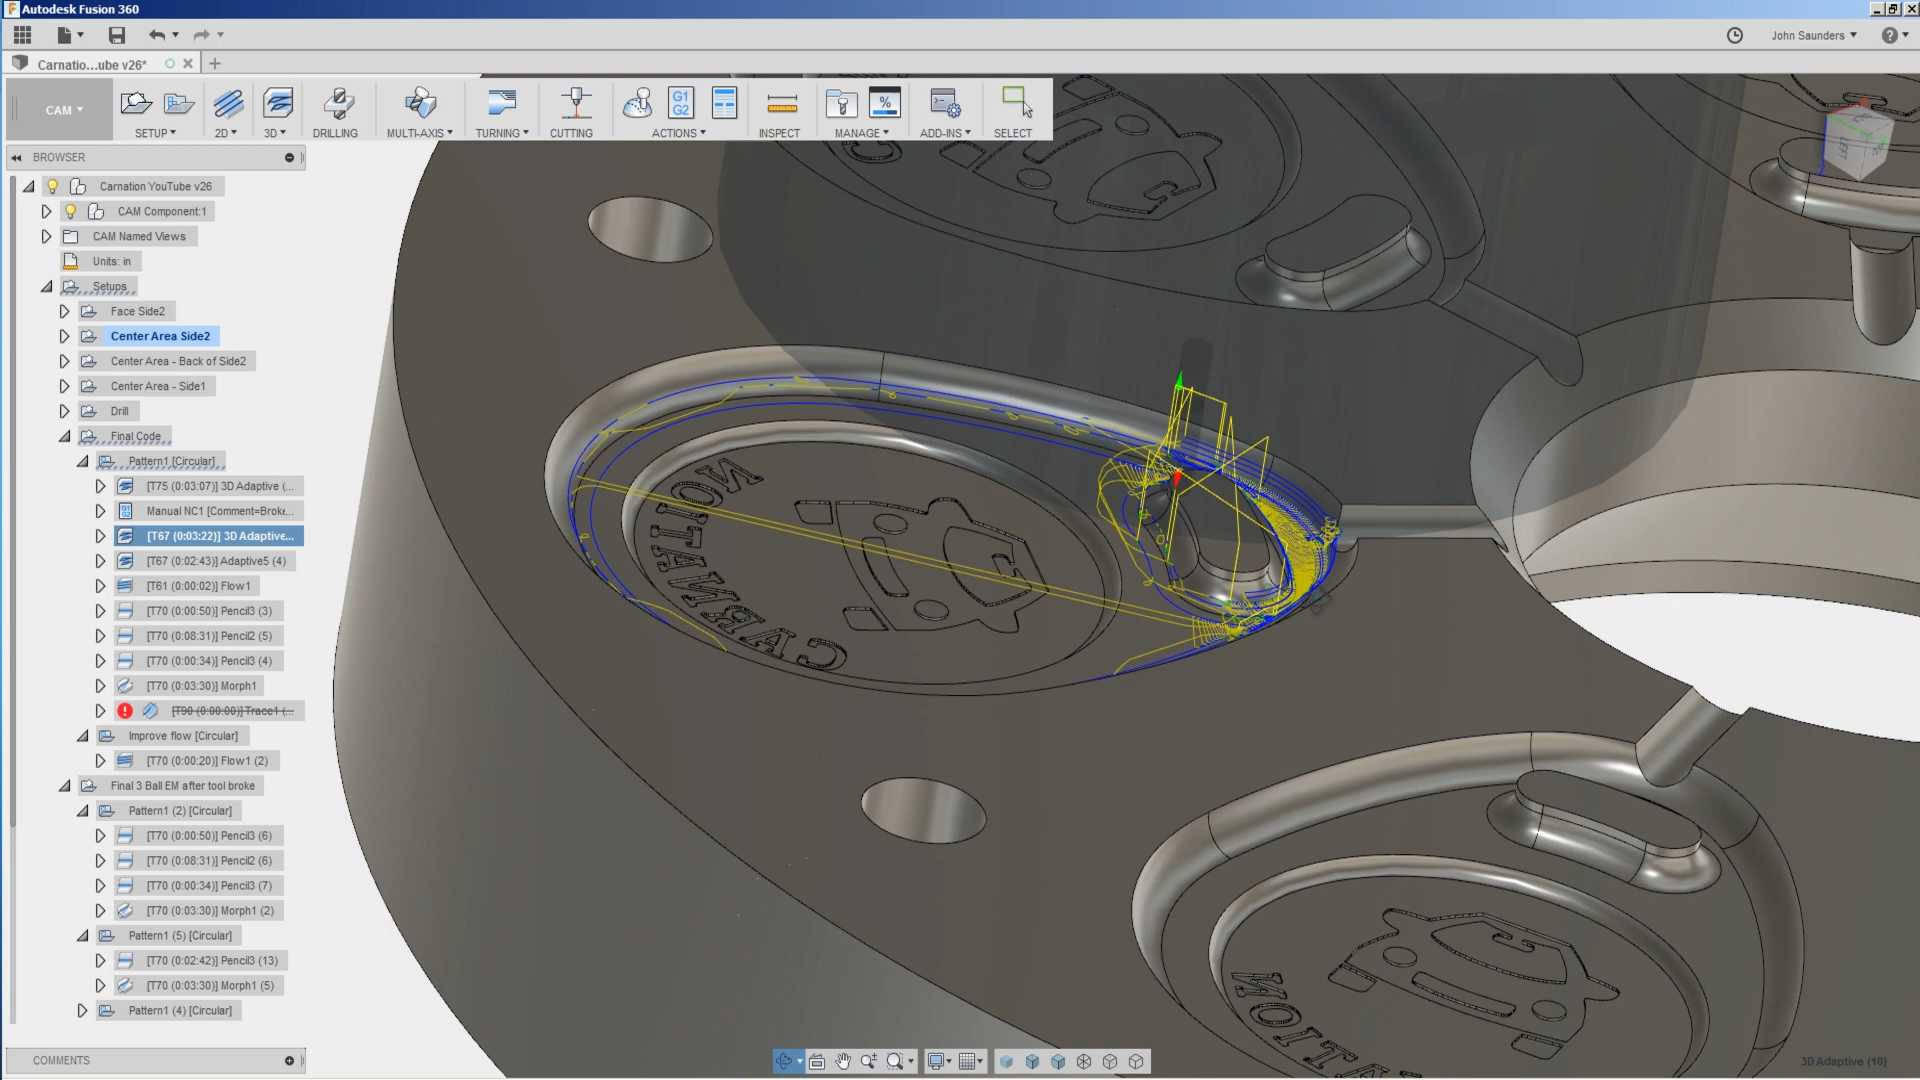 Autodesk Fusion 360
John Saunders
Carnatio...ube v26*
CAM
G1
G2
%
SETUP
2D
3D
DRILLING
MULTI-AXIS
TURNING
CUTTING
ACTIONS
INSPECT
MANAGE
ADD-INS
SELECT
BROWSER
Carnation YouTube v26
CAM Component:1
CAM Named Views
Units: in
Setups
Face Side2
Center Area Side2
Center Area - Back of Side2
Center Area - Side1
Drill
Final Code
Pattern1 [Circular]
[T75 (0:03:07)] 3D Adaptive (...
Manual NC1 [Comment=Broke...
[T67 (0:03:22)] 3D Adaptive...
[T67 (0:02:43)] Adaptive5 (4)
[T61 (0:00:02)] Flow1
[T70 (0:00:50)] Pencil3 (3)
[T70 (0:08:31)] Pencil2 (5)
[T70 (0:00:34)] Pencil3 (4)
[T70 (0:03:30)] Morph1
[T90 (0:00:00)] Trace1 (...
Improve flow [Circular]
[T70 (0:00:20)] Flow1 (2)
Final 3 Ball EM after tool broke
Pattern1 (2) [Circular]
[T70 (0:00:50)] Pencil3 (6)
[T70 (0:08:31)] Pencil2 (6)
[T70 (0:00:34)] Pencil3 (7)
[T70 (0:03:30)] Morph1 (2)
Pattern1 (5) [Circular]
[T70 (0:02:42)] Pencil3 (13)
[T70 (0:03:30)] Morph1 (5)
Pattern1 (4) [Circular]
COMMENTS
LEFT
CARNATION
3D Adaptive (10)